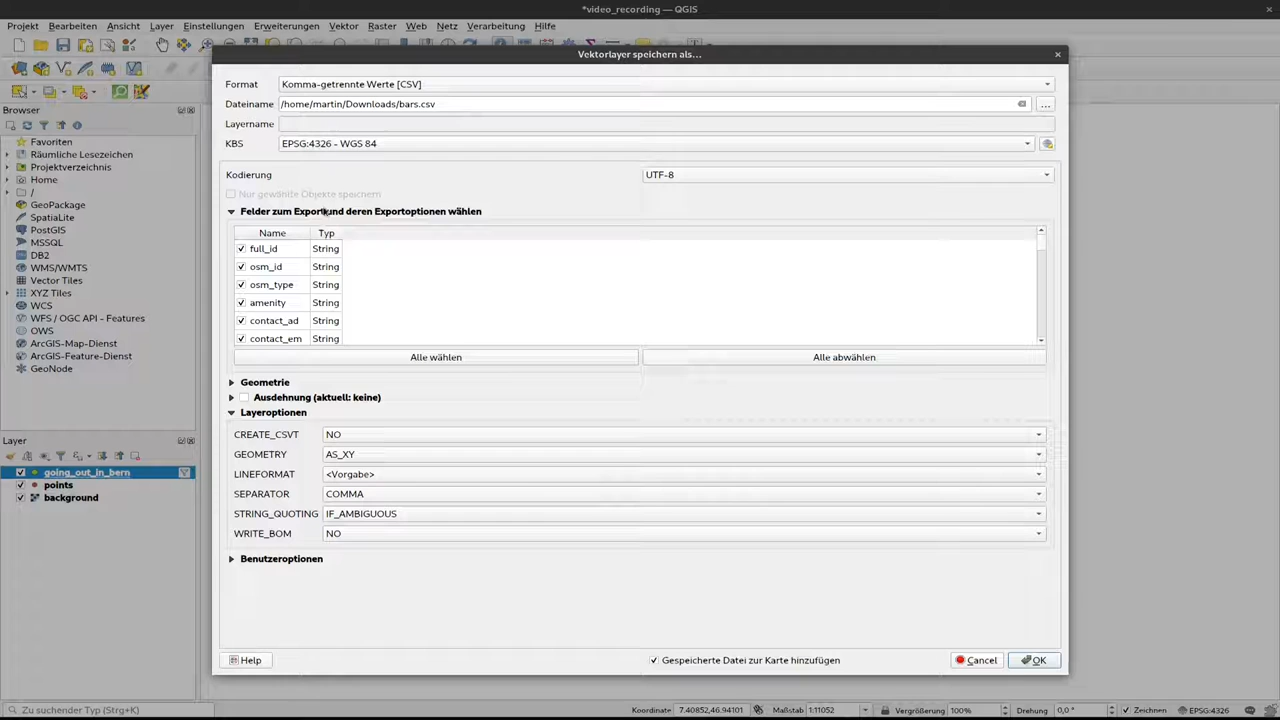 *video_recording — QGIS
Projekt Bearbeiten Ansicht Layer Einstellungen Erweiterungen Vektor Raster Web Netz Verarbeitung Hilfe
Vektorlayer speichern als...
Format Komma-getrennte Werte [CSV]
Dateiname /home/martin/Downloads/bars.csv
Layername
KBS EPSG:4326 - WGS 84
Kodierung UTF-8
Nur gewählte Objekte speichern
Felder zum Export und deren Exportoptionen wählen
Name Typ
full_id String
osm_id String
osm_type String
amenity String
contact_ad String
contact_em String
Alle wählen Alle abwählen
Geometrie
Ausdehnung (aktuell: keine)
Layeroptionen
CREATE_CSVT NO
GEOMETRY AS_XY
LINEFORMAT <Vorgabe>
SEPARATOR COMMA
STRING_QUOTING IF_AMBIGUOUS
WRITE_BOM NO
Benutzeroptionen
Help Gespeicherte Datei zur Karte hinzufügen Cancel OK
Browser
Favoriten
Räumliche Lesezeichen
Projektverzeichnis
Home
/
GeoPackage
SpatiaLite
PostGIS
MSSQL
DB2
WMS/WMTS
Vector Tiles
XYZ Tiles
WCS
WFS / OGC API - Features
OWS
ArcGIS-Map-Dienst
ArcGIS-Feature-Dienst
GeoNode
Layer
going_out_in_bern
points
background
Zu suchender Typ (Strg+K) Koordinate 7.40852,46.94101 Maßstab 1:11052 Vergrößerung 100% Drehung 0,0 ° Zeichnen EPSG:4326